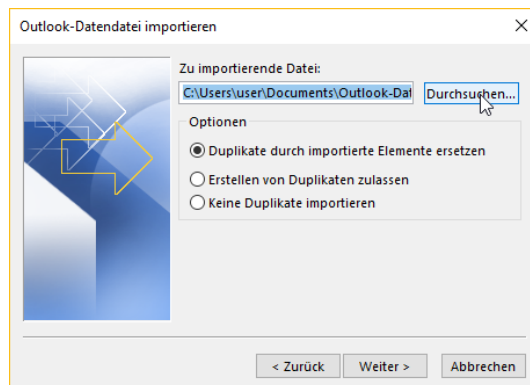 Outlook-Datendatei importieren
Zu importierende Datei:
C:\Users\user\Documents\Outlook-Dat
Durchsuchen...
Optionen
Duplikate durch importierte Elemente ersetzen
Erstellen von Duplikaten zulassen
Keine Duplikate importieren
< Zurück
Weiter >
Abbrechen